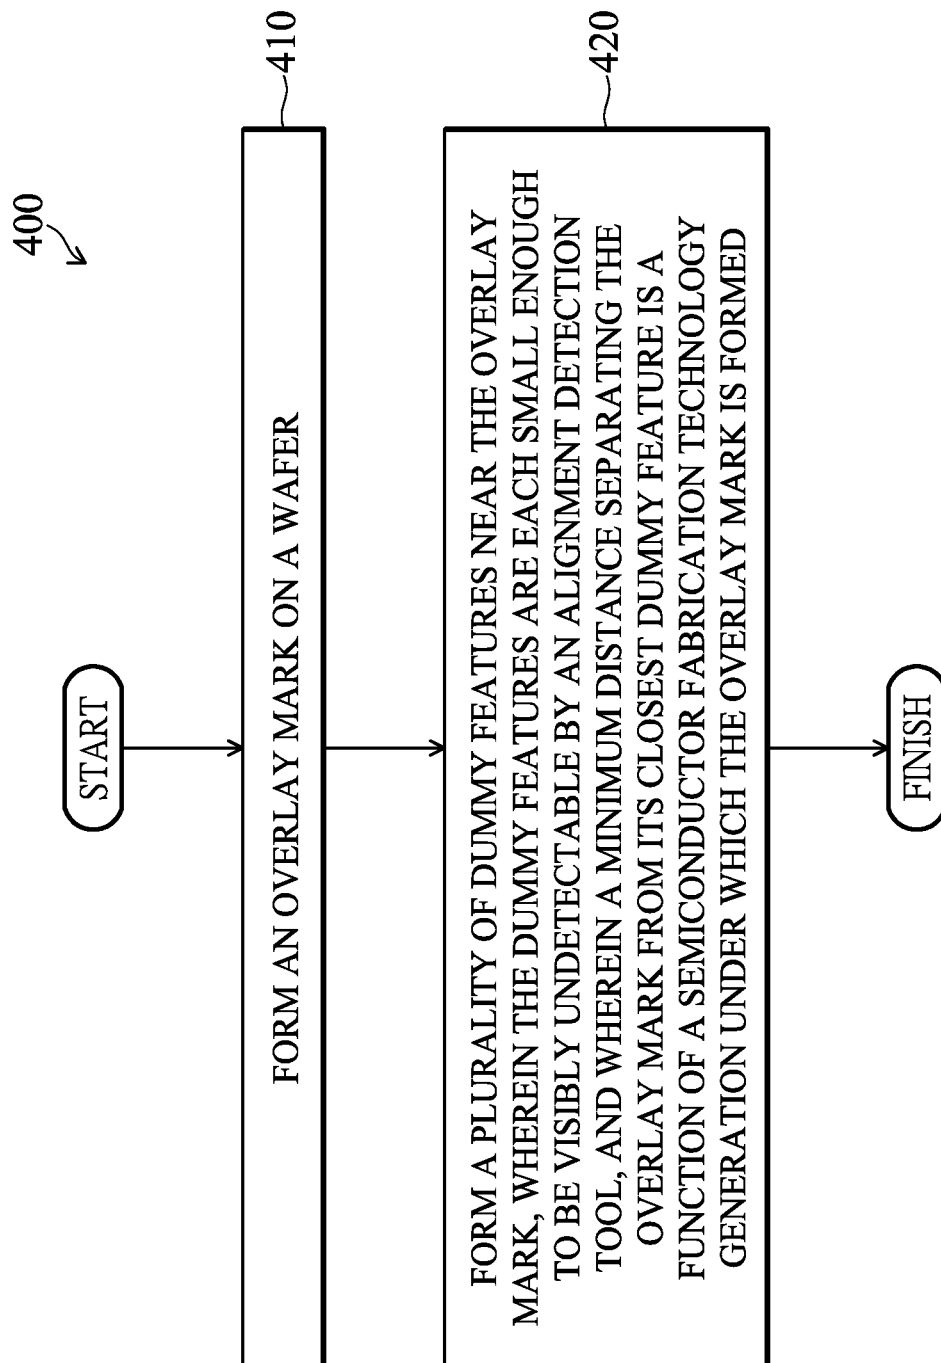 400
START
FORM AN OVERLAY MARK ON A WAFER
410
FORM A PLURALITY OF DUMMY FEATURES NEAR THE OVERLAY
MARK, WHEREIN THE DUMMY FEATURES ARE EACH SMALL ENOUGH
TO BE VISIBLY UNDETECTABLE BY AN ALIGNMENT DETECTION
TOOL, AND WHEREIN A MINIMUM DISTANCE SEPARATING THE
OVERLAY MARK FROM ITS CLOSEST DUMMY FEATURE IS A
FUNCTION OF A SEMICONDUCTOR FABRICATION TECHNOLOGY
GENERATION UNDER WHICH THE OVERLAY MARK IS FORMED
420
FINISH